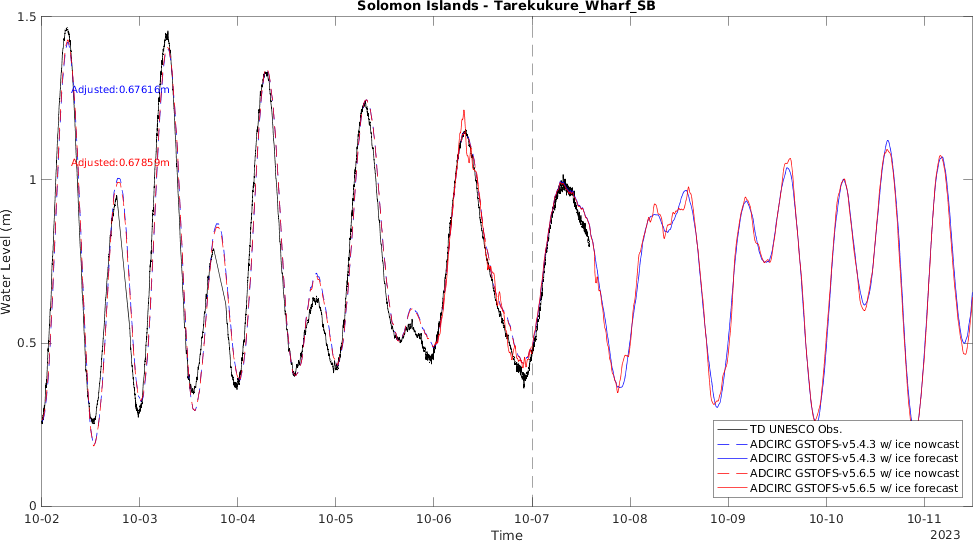 Solomon Islands - Tarekukure_Wharf_SB
1.5
Adjusted:0.67616m
Adjusted:0.67859m
1
Water Level (m)
0.5
TD UNESCO Obs.
ADCIRC GSTOFS-v5.4.3 w/ ice nowcast
ADCIRC GSTOFS-v5.4.3 w/ ice forecast
ADCIRC GSTOFS-v5.6.5 w/ ice nowcast
ADCIRC GSTOFS-v5.6.5 w/ ice forecast
0
10-02 10-03 10-04 10-05 10-06 10-07 10-08 10-09 10-10 10-11
Time 2023